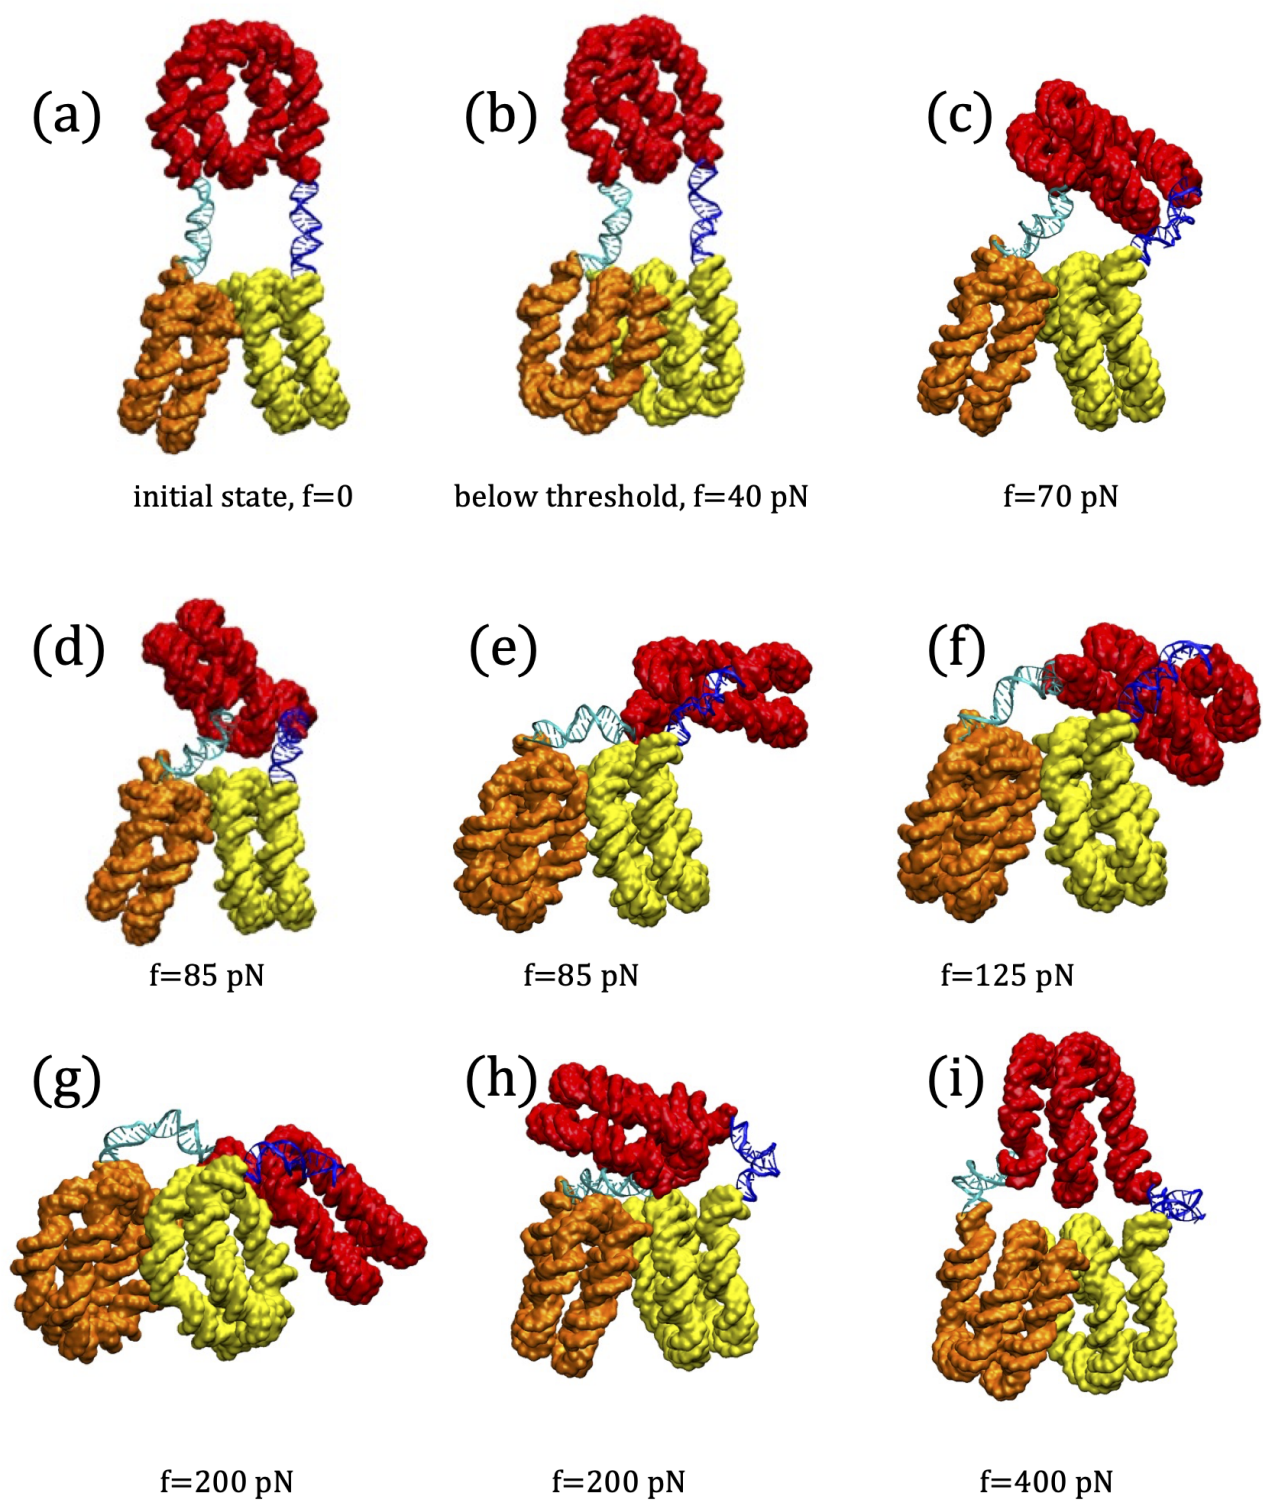 (a)
(b)
(c)
initial state, f=0
below threshold, f=40 pN
f=70 pN
(d)
(e)
(f)
f=85 pN
f=85 pN
f=125 pN
(g)
(h)
(i)
f=200 pN
f=200 pN
f=400 pN